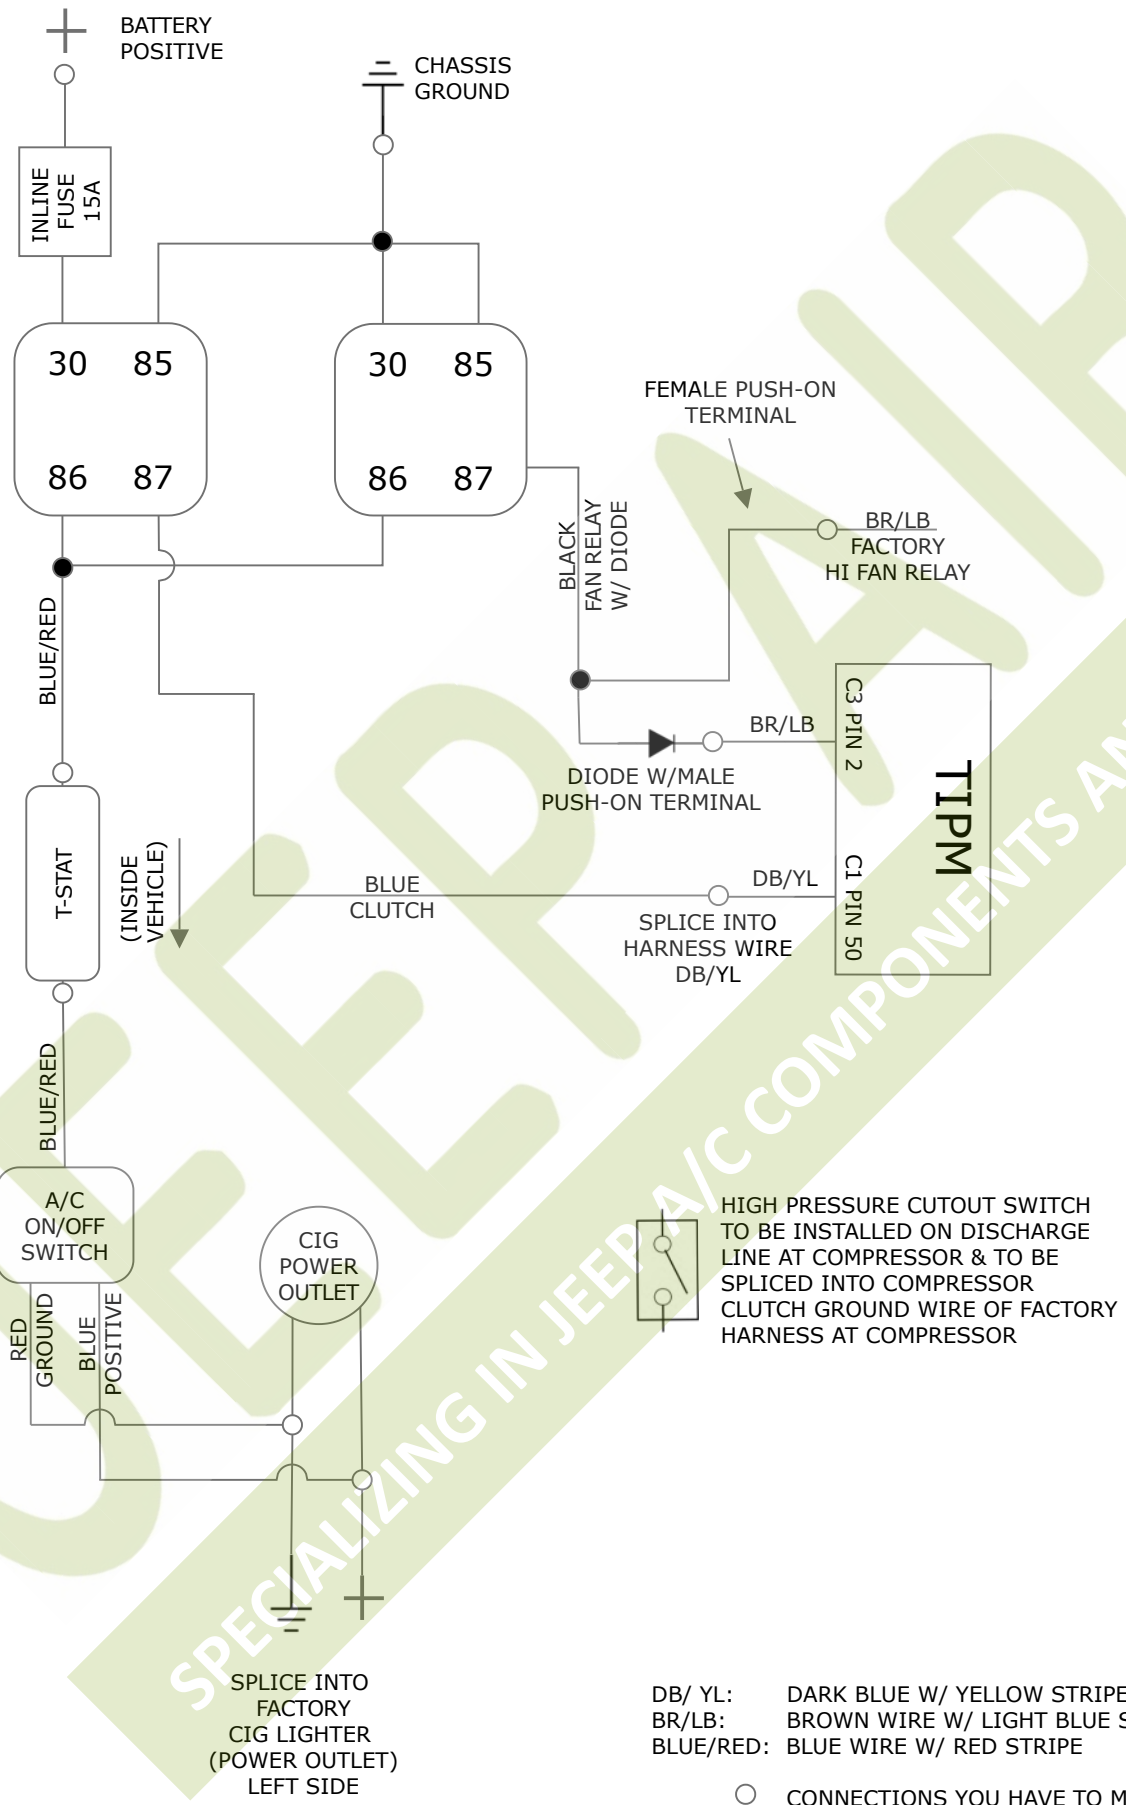 BATTERY
POSITIVE
CHASSIS
GROUND
INLINE
FUSE
15A
30 85
86 87
30 85
86 87
FEMALE PUSH-ON
TERMINAL
BLACK
FAN RELAY
W/ DIODE
BR/LB
FACTORY
HI FAN RELAY
BLUE/RED
C3 PIN 2
BR/LB
DIODE W/MALE
PUSH-ON TERMINAL
TIPM
T-STAT
(INSIDE
VEHICLE)
BLUE
CLUTCH
DB/YL
C1 PIN 50
SPLICE INTO
HARNESS WIRE
DB/YL
BLUE/RED
A/C
ON/OFF
SWITCH
CIG
POWER
OUTLET
RED
GROUND
BLUE
POSITIVE
HIGH PRESSURE CUTOUT SWITCH
TO BE INSTALLED ON DISCHARGE
LINE AT COMPRESSOR & TO BE
SPLICED INTO COMPRESSOR
CLUTCH GROUND WIRE OF FACTORY
HARNESS AT COMPRESSOR
SPLICE INTO
FACTORY
CIG LIGHTER
(POWER OUTLET)
LEFT SIDE
DB/ YL: DARK BLUE W/ YELLOW STRIPE
BR/LB: BROWN WIRE W/ LIGHT BLUE
BLUE/RED: BLUE WIRE W/ RED STRIPE
CONNECTIONS YOU HAVE TO
EEP AIR
SPECIALIZING IN JEEP A/C COMPONENTS